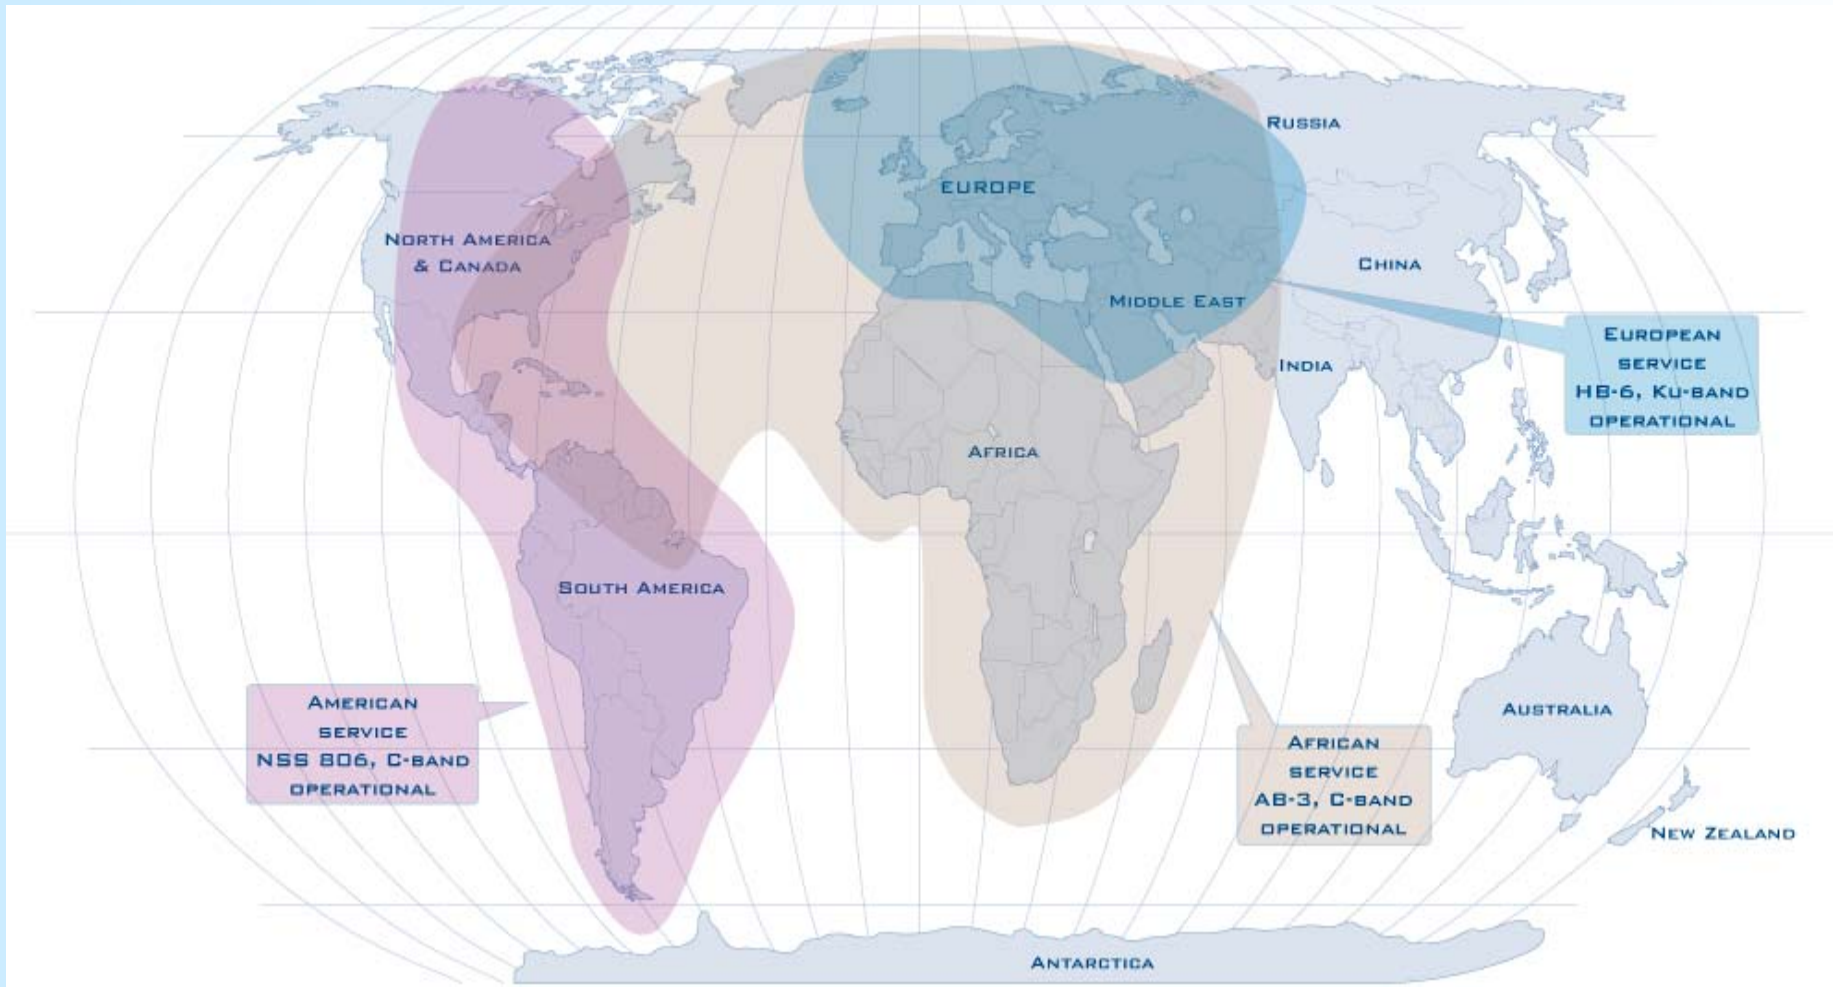 RUSSIA
EUROPE
NORTH AMERICA
& CANADA
CHINA
MIDDLE EAST
EUROPEAN
SERVICE
HB-6, KU-BAND
OPERATIONAL
INDIA
AFRICA
SOUTH AMERICA
AMERICAN
SERVICE
NSS 806, C-BAND
OPERATIONAL
AUSTRALIA
AFRICAN
SERVICE
AB-3, C-BAND
OPERATIONAL
NEW ZEALAND
ANTARCTICA